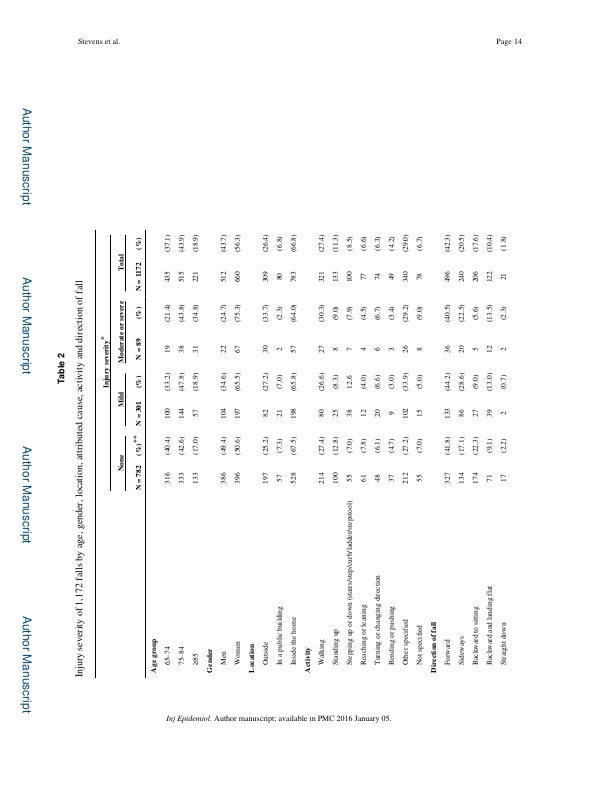 Stevens et al.
Page 14
Author Manuscript
Author Manuscript
Author Manuscript
Author Manuscript
Table 2
Injury severity of 1,172 falls by age, gender, location, attributed cause, activity and direction of fall
Injury severity*
None Mild Moderate or severe Total
N = 782 (%)** N = 301 (%) N = 89 (%) N = 1172 (%)
Age group
65-74 316 (40.4) 100 (33.2) 19 (21.4) 435 (37.1)
75-84 333 (42.6) 144 (47.8) 38 (43.8) 515 (43.9)
≥85 133 (17.0) 57 (18.9) 31 (34.8) 221 (18.9)
Gender
Men 386 (49.4) 104 (34.6) 22 (24.7) 512 (43.7)
Women 396 (50.6) 197 (65.5) 67 (75.3) 660 (56.3)
Location
Outside 197 (25.2) 82 (27.2) 30 (33.7) 309 (26.4)
In a public building 57 (7.3) 21 (7.0) 2 (2.3) 80 (6.8)
Inside the home 528 (67.5) 198 (65.8) 57 (64.0) 783 (66.8)
Activity
Walking 214 (27.4) 80 (26.6) 27 (30.3) 321 (27.4)
Standing up 100 (12.8) 25 (8.3) 8 (9.0) 133 (11.3)
Stepping up or down (stairs/step/curb/ladder/stepstool) 55 (7.0) 38 12.6 7 (7.9) 100 (8.5)
Reaching or leaning 61 (7.8) 12 (4.0) 4 (4.5) 77 (6.6)
Turning or changing direction 48 (6.1) 20 (6.6) 6 (6.7) 74 (6.3)
Bending or pushing 37 (4.7) 9 (3.0) 3 (3.4) 49 (4.2)
Other specified 212 (27.2) 102 (33.9) 26 (29.2) 340 (29.0)
Not specified 55 (7.0) 15 (5.0) 8 (9.0) 78 (6.7)
Direction of fall
Forward 327 (41.8) 133 (44.2) 36 (40.5) 496 (42.3)
Sideways 134 (17.1) 86 (28.6) 20 (22.5) 240 (20.5)
Backward to sitting 174 (22.3) 27 (9.0) 5 (5.6) 206 (17.6)
Backward and landing flat 71 (9.1) 39 (13.0) 12 (13.5) 122 (10.4)
Straight down 17 (2.2) 2 (0.7) 2 (2.3) 21 (1.8)
Inj Epidemiol. Author manuscript; available in PMC 2016 January 05.